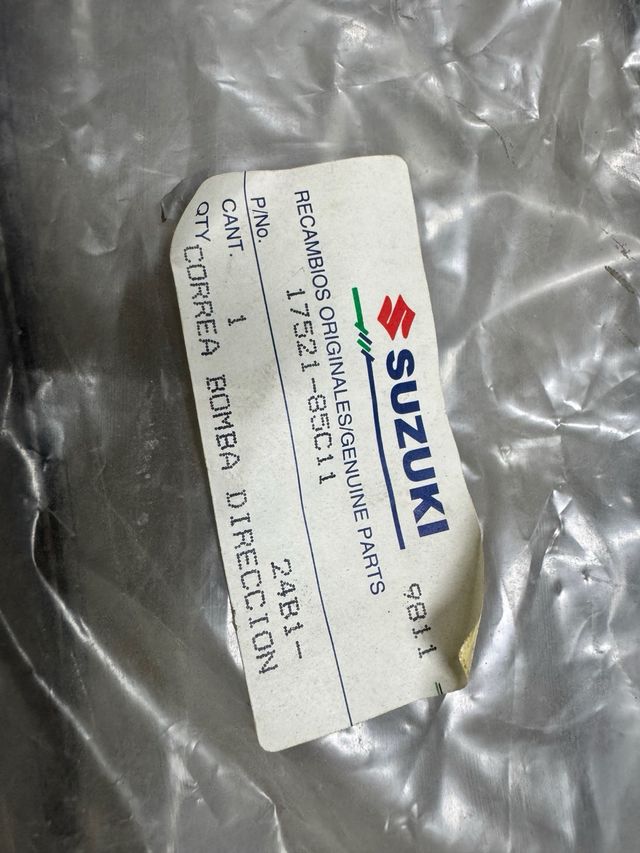 SUZUKI
9811
RECAMBIOS ORIGINALES/GENUINE PARTS
P/No. 17521-85C11
CANT. 1 24B1-
QTY CORREA BOMBA DIRECCION